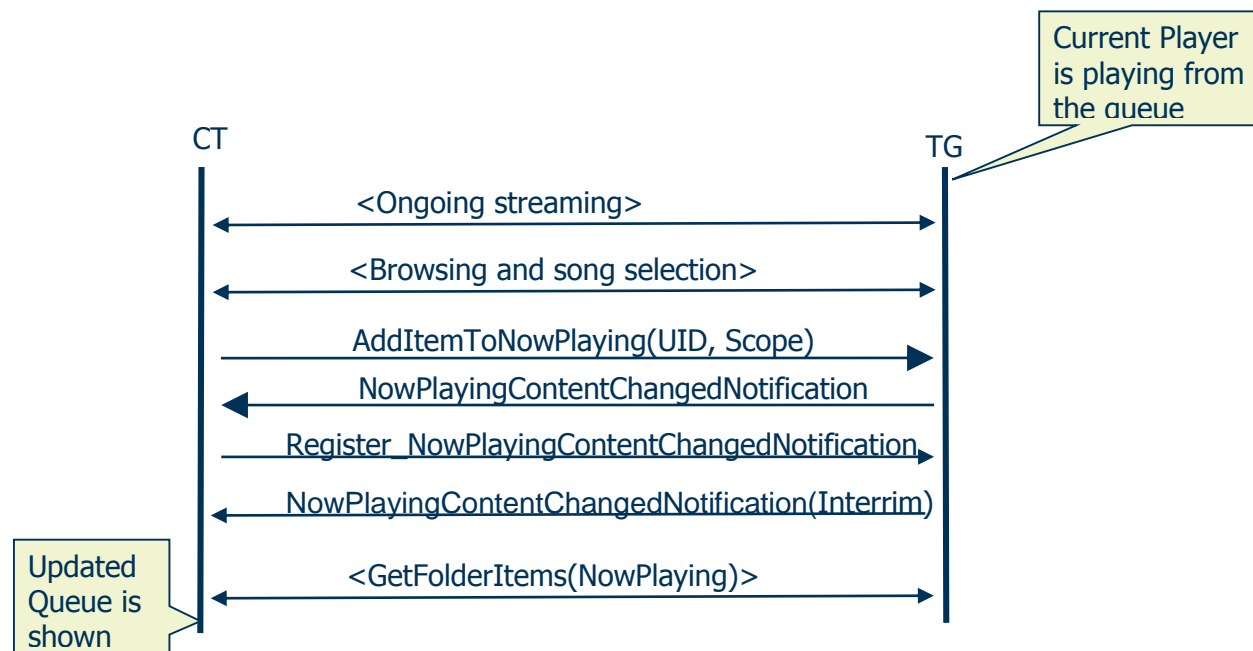 Current Player
is playing from
the queue
CT
TG
<Ongoing streaming>
<Browsing and song selection>
AddItemToNowPlaying(UID, Scope)
NowPlayingContentChangedNotification
Register_NowPlayingContentChangedNotification
NowPlayingContentChangedNotification(Interrim)
<GetFolderItems(NowPlaying)>
Updated
Queue is
shown